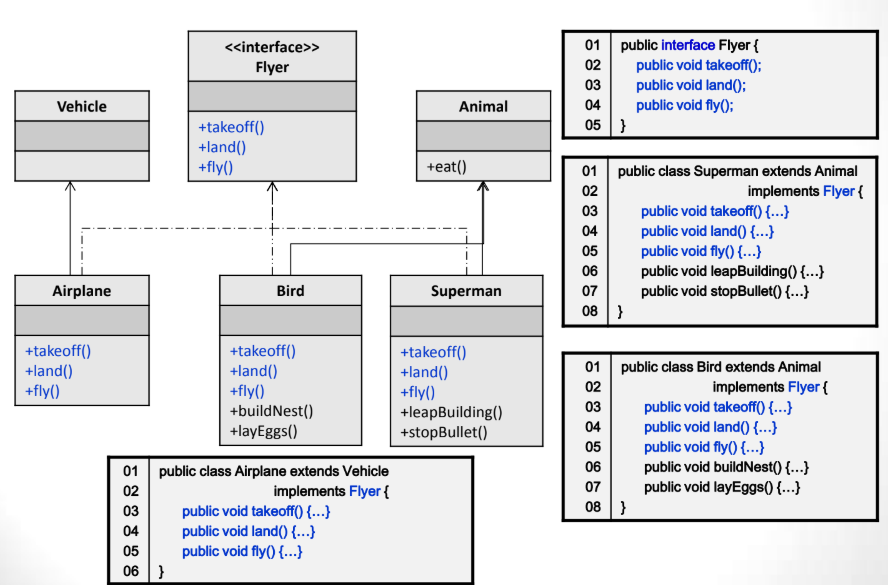 <<interface>>
Flyer
+takeoff()
+land()
+fly()
Vehicle
Animal
+eat()
Airplane
+takeoff()
+land()
+fly()
Bird
+takeoff()
+land()
+fly()
+buildNest()
+layEggs()
Superman
+takeoff()
+land()
+fly()
+leapBuilding()
+stopBullet()
01 public interface Flyer {
02 public void takeoff();
03 public void land();
04 public void fly();
05 }
01 public class Superman extends Animal
02 implements Flyer {
03 public void takeoff() {…}
04 public void land() {…}
05 public void fly() {…}
06 public void leapBuilding() {…}
07 public void stopBullet() {…}
08 }
01 public class Bird extends Animal
02 implements Flyer {
03 public void takeoff() {…}
04 public void land() {…}
05 public void fly() {…}
06 public void buildNest() {…}
07 public void layEggs() {…}
08 }
01 public class Airplane extends Vehicle
02 implements Flyer {
03 public void takeoff() {…}
04 public void land() {…}
05 public void fly() {…}
06 }